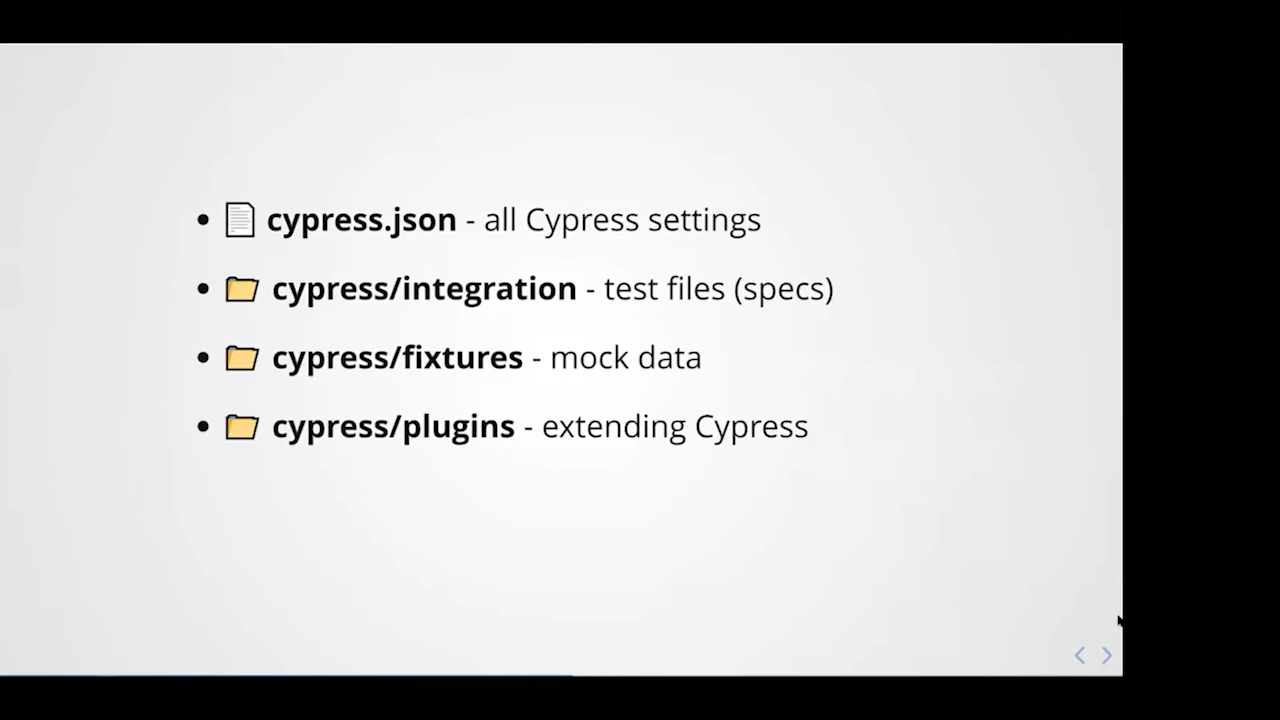 cypress.json - all Cypress settings
cypress/integration - test files (specs)
cypress/fixtures - mock data
cypress/plugins - extending Cypress